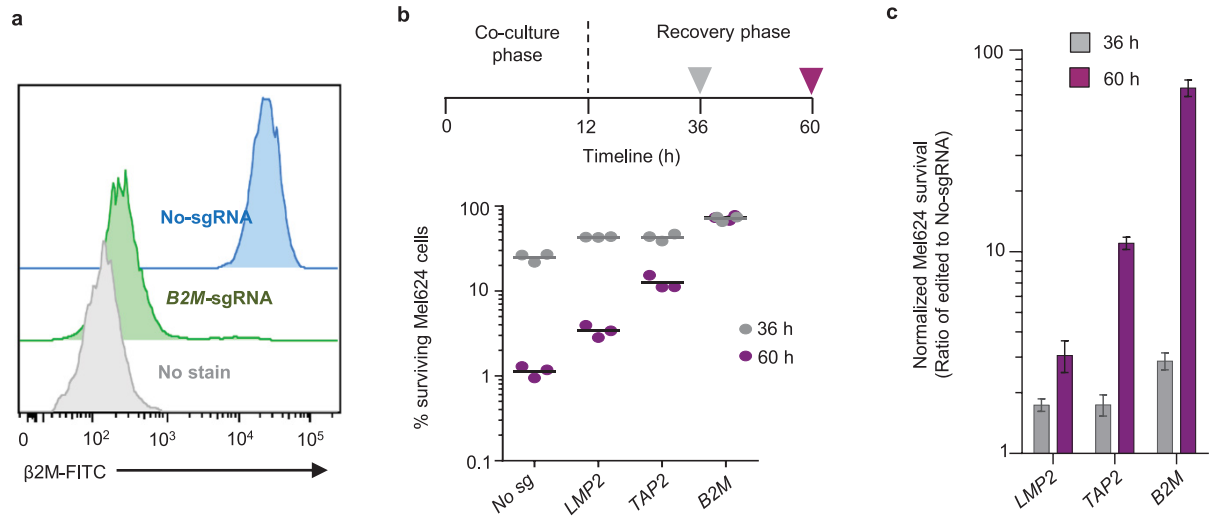 a
No-sgRNA
B2M-sgRNA
No stain
0 10² 10³ 10⁴ 10⁵
β2M-FITC
b
Co-culture
phase
Recovery phase
0 12 36 60
Timeline (h)
% surviving Mel624 cells
100
10
1
0.1
36 h
60 h
No sg LMP2 TAP2 B2M
c
Normalized Mel624 survival
(Ratio of edited to No-sgRNA)
36 h
60 h
100
10
1
LMP2 TAP2 B2M